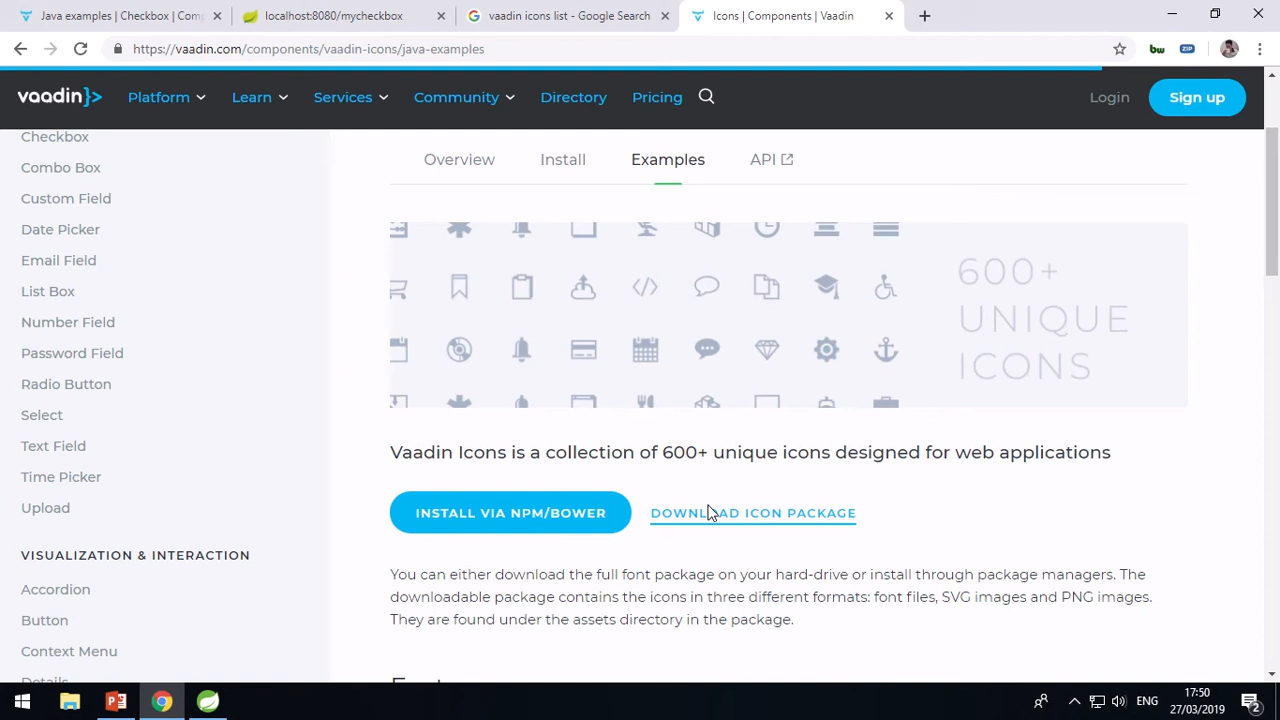 Java examples | Checkbox | Comp
localhost:8080/mycheckbox
vaadin icons list - Google Search
Icons | Components | Vaadin
https://vaadin.com/components/vaadin-icons/java-examples
bw
ZIP
vaadin}>
Platform
Learn
Services
Community
Directory
Pricing
Login
Sign up
Checkbox
Combo Box
Custom Field
Date Picker
Email Field
List Box
Number Field
Password Field
Radio Button
Select
Text Field
Time Picker
Upload
VISUALIZATION & INTERACTION
Accordion
Button
Context Menu
Details
Overview
Install
Examples
API
600+
UNIQUE
ICONS
Vaadin Icons is a collection of 600+ unique icons designed for web applications
INSTALL VIA NPM/BOWER
DOWNLOAD ICON PACKAGE
You can either download the full font package on your hard-drive or install through package managers. The
downloadable package contains the icons in three different formats: font files, SVG images and PNG images.
They are found under the assets directory in the package.
ENG
17:50
27/03/2019
2